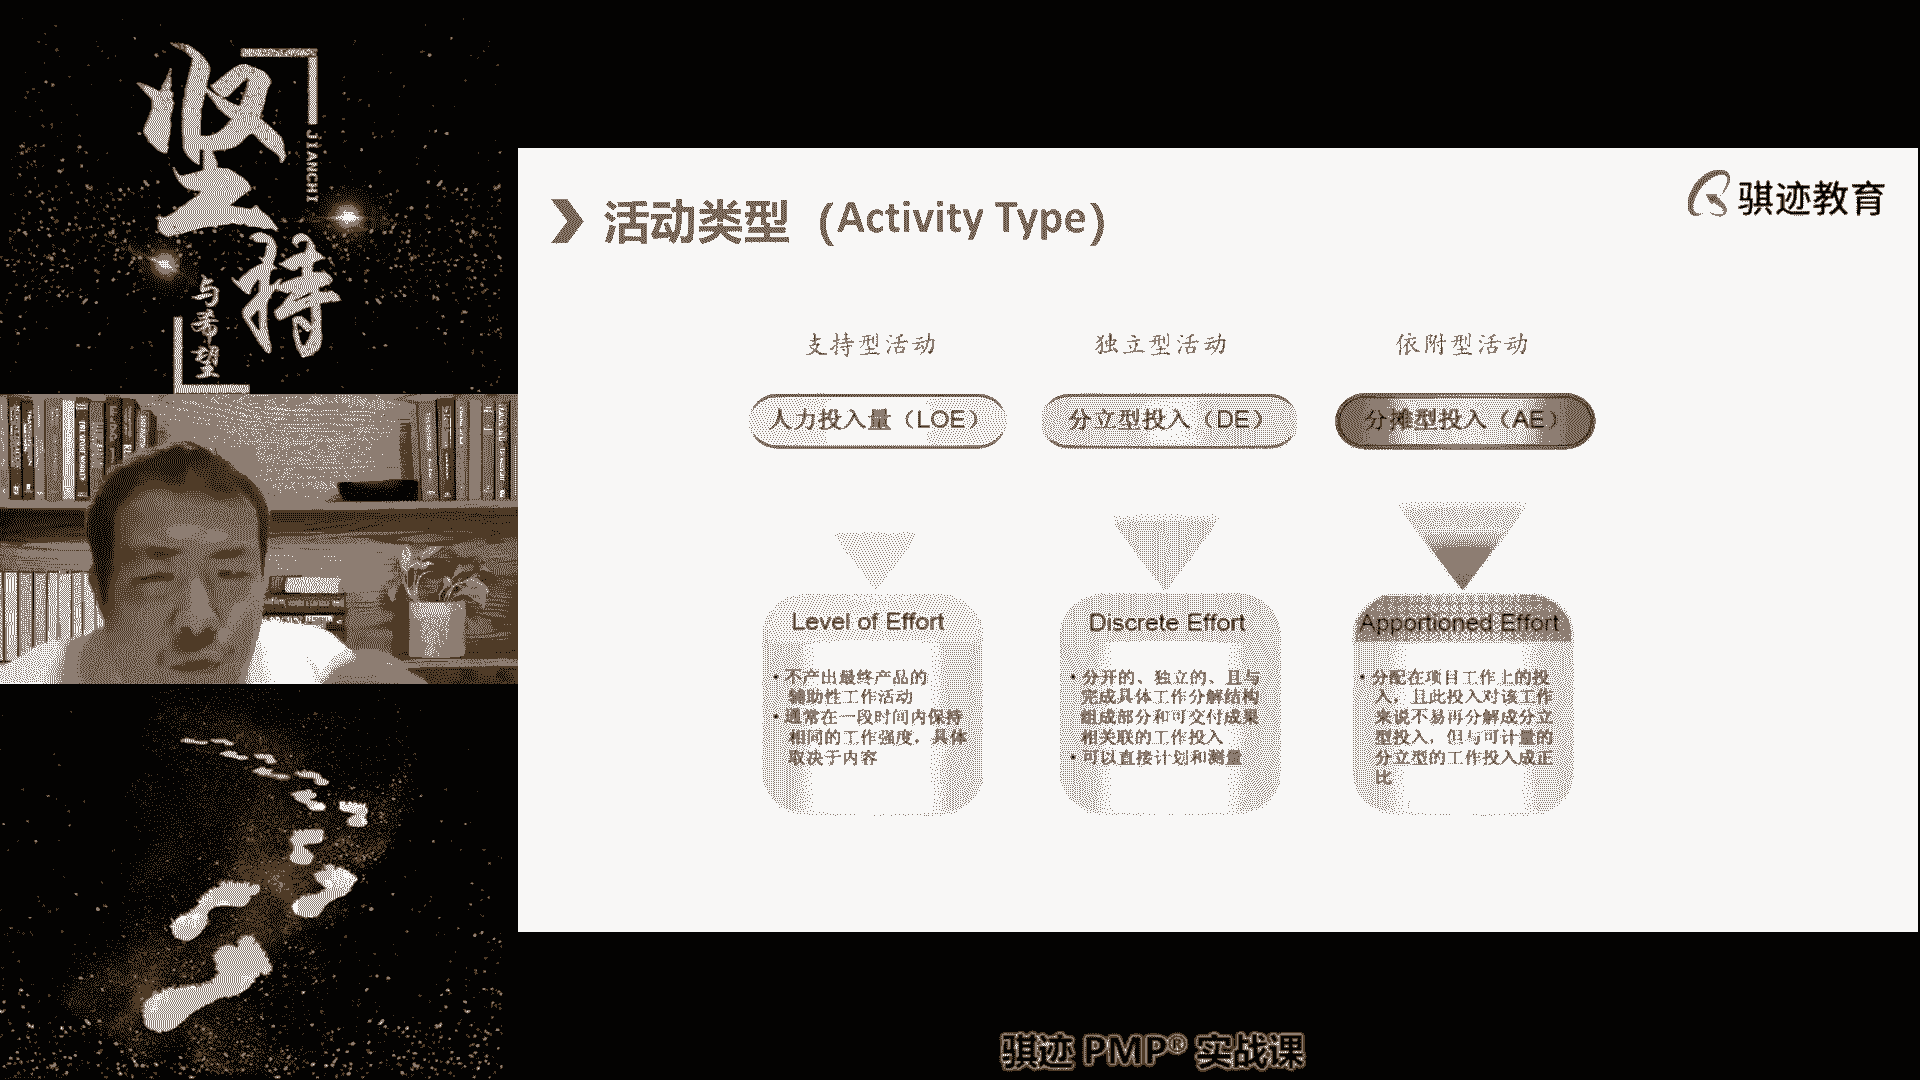 坚
持
JIANCHI
与希望
活动类型（Activity Type）
骐迹教育
支持型活动
独立型活动
依附型活动
人力投入量（LOE）
分立型投入（DE）
分摊型投入（AE）
Level of Effort
• 不产出最终产品的
辅助性工作活动
• 通常在一段时间内保持
相同的工作强度，具体
取决于内容
Discrete Effort
• 分开的、独立的、且与
完成具体工作分解结构
组成部分和可交付成果
相关联的工作投入
• 可以直接计划和测量
Apportioned Effort
• 分配在项目工作上的投
入，且此投入对该工作
来说不易再分解成分立
型投入，但与可计量的
分立型的工作投入成正
比
骐迹 PMP® 实战课